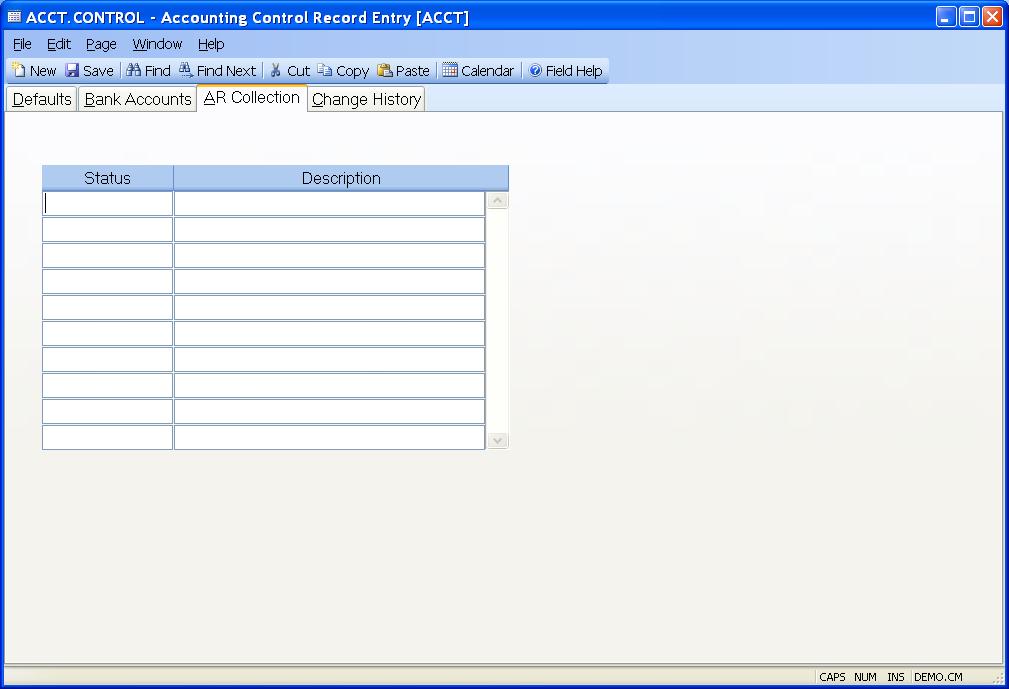 ACCT.CONTROL - Accounting Control Record Entry [ACCT]
File Edit Page Window Help
New Save Find Find Next Cut Copy Paste Calendar Field Help
Defaults Bank Accounts AR Collection Change History
Status Description
CAPS NUM INS DEMO.CM